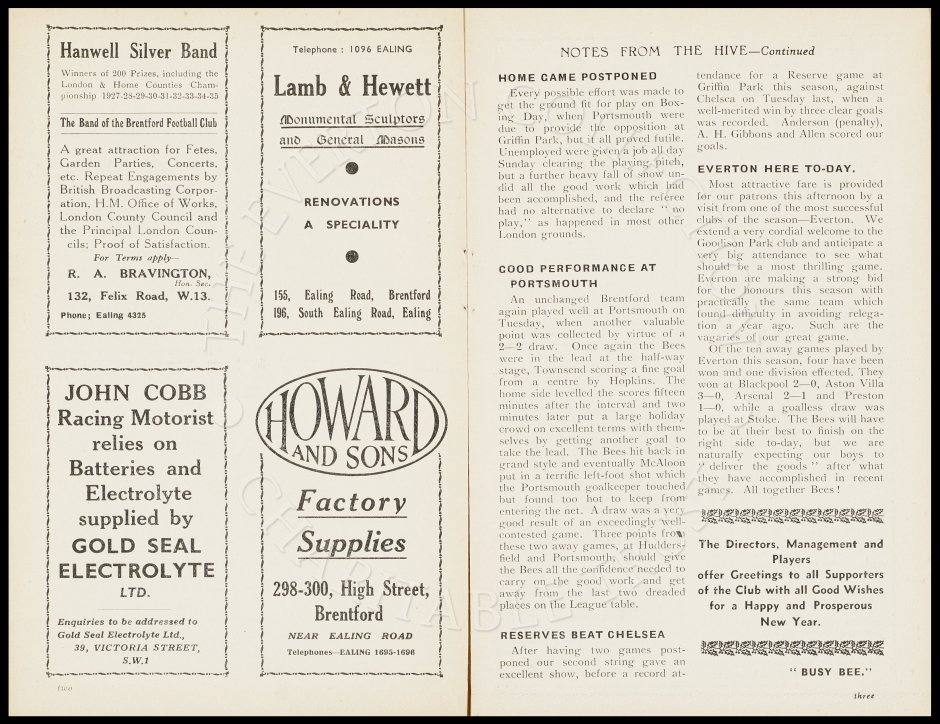 Hanwell Silver Band
Winners of 200 Prizes, including the
London & Home Counties Cham-
pionship 1927-28-29-30-31-32-33-34-35
The Band of the Brentford Football Club
A great attraction for Fetes,
Garden Parties, Concerts,
etc. Repeat Engagements by
British Broadcasting Corpor-
ation, H.M. Office of Works,
London County Council and
the Principal London Coun-
cils; Proof of Satisfaction.
For Terms apply—
R. A. BRAVINGTON,
Hon. Sec.
132, Felix Road, W.13.
Phone; Ealing 4325
Telephone : 1096 EALING
Lamb & Hewett
Monumental Sculptors
and General Masons
RENOVATIONS
A SPECIALITY
155, Ealing Road, Brentford
196, South Ealing Road, Ealing
JOHN COBB
Racing Motorist
relies on
Batteries and
Electrolyte
supplied by
GOLD SEAL
ELECTROLYTE
LTD.
Enquiries to be addressed to
Gold Seal Electrolyte Ltd.,
39, VICTORIA STREET,
S.W.1
HOWARD
AND SONS
Factory
Supplies
298-300, High Street,
Brentford
NEAR EALING ROAD
Telephones—EALING 1695-1696
two
NOTES FROM THE HIVE—Continued
HOME GAME POSTPONED
Every possible effort was made to
get the ground fit for play on Box-
ing Day, when Portsmouth were
due to provide the opposition at
Griffin Park, but it all proved futile.
Unemployed were given a job all day
Sunday clearing the playing pitch,
but a further heavy fall of snow un-
did all the good work which had
been accomplished, and the referee
had no alternative to declare " no
play," as happened in most other
London grounds.
GOOD PERFORMANCE AT
PORTSMOUTH
An unchanged Brentford team
again played well at Portsmouth on
Tuesday, when another valuable
point was collected by virtue of a
2—2 draw. Once again the Bees
were in the lead at the half-way
stage, Townsend scoring a fine goal
from a centre by Hopkins. The
home side levelled the scores fifteen
minutes after the interval and two
minutes later put a large holiday
crowd on excellent terms with them-
selves by getting another goal to
take the lead. The Bees hit back in
grand style and eventually McAloon
put in a terrific left-foot shot which
the Portsmouth goalkeeper touched
but found too hot to keep from
entering the net. A draw was a very
good result of an exceedingly well-
contested game. Three points from
these two away games, at Hudders-
field and Portsmouth, should give
the Bees all the confidence needed to
carry on the good work and get
away from the last two dreaded
places on the League table.
RESERVES BEAT CHELSEA
After having two games post-
poned our second string gave an
excellent show, before a record at-
tendance for a Reserve game at
Griffin Park this season, against
Chelsea on Tuesday last, when a
well-merited win by three clear goals
was recorded. Anderson (penalty),
A. H. Gibbons and Allen scored our
goals.
EVERTON HERE TO-DAY.
Most attractive fare is provided
for our patrons this afternoon by a
visit from one of the most successful
clubs of the season—Everton. We
extend a very cordial welcome to the
Goodison Park club and anticipate a
very big attendance to see what
should be a most thrilling game.
Everton are making a strong bid
for the honours this season with
practically the same team which
found difficulty in avoiding relega-
tion a year ago. Such are the
vagaries of our great game.
Of the ten away games played by
Everton this season, four have been
won and one division effected. They
won at Blackpool 2—0, Aston Villa
3—0, Arsenal 2—1 and Preston
1—0, while a goalless draw was
played at Stoke. The Bees will have
to be at their best to finish on the
right side to-day, but we are
naturally expecting our boys to
" deliver the goods " after what
they have accomplished in recent
games. All together Bees !
The Directors, Management and
Players
offer Greetings to all Supporters
of the Club with all Good Wishes
for a Happy and Prosperous
New Year.
" BUSY BEE."
three